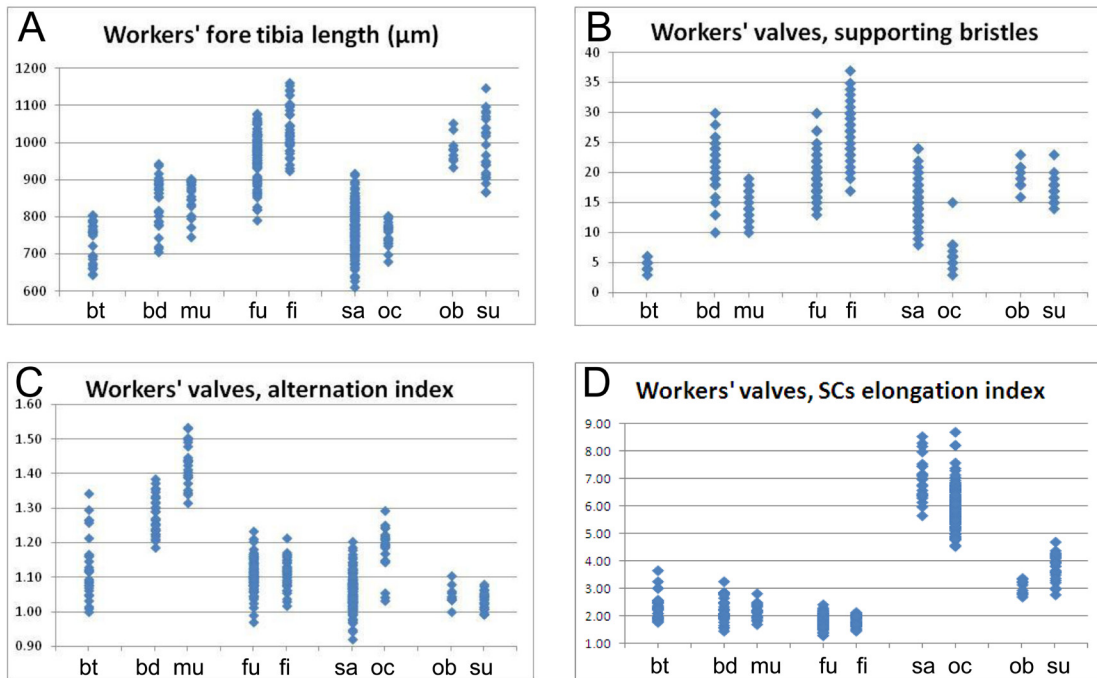 A
Workers' fore tibia length (µm)
1200
1100
1000
900
800
700
600
bt bd mu fu fi sa oc ob su
B
Workers' valves, supporting bristles
40
35
30
25
20
15
10
5
0
bt bd mu fu fi sa oc ob su
C
Workers' valves, alternation index
1.60
1.50
1.40
1.30
1.20
1.10
1.00
0.90
bt bd mu fu fi sa oc ob su
D
Workers' valves, SCs elongation index
9.00
8.00
7.00
6.00
5.00
4.00
3.00
2.00
1.00
bt bd mu fu fi sa oc ob su